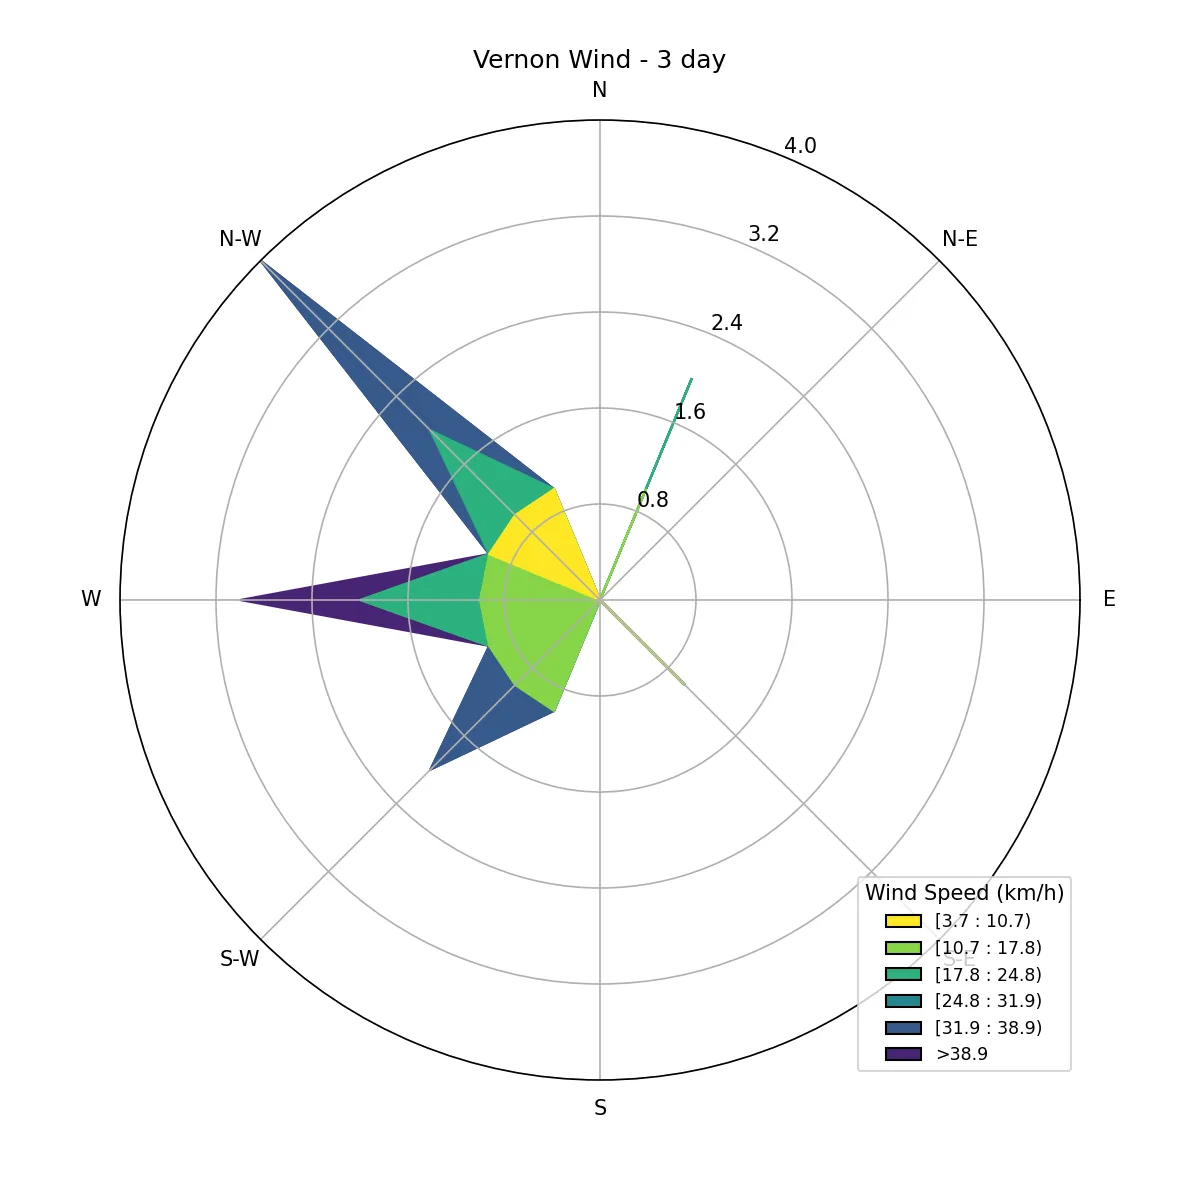 Vernon Wind - 3 day
N
4.0
N-W
3.2
N-E
2.4
1.6
0.8
W
E
S-W
S-E
S
Wind Speed (km/h)
[3.7 : 10.7)
[10.7 : 17.8)
[17.8 : 24.8)
[24.8 : 31.9)
[31.9 : 38.9)
>38.9